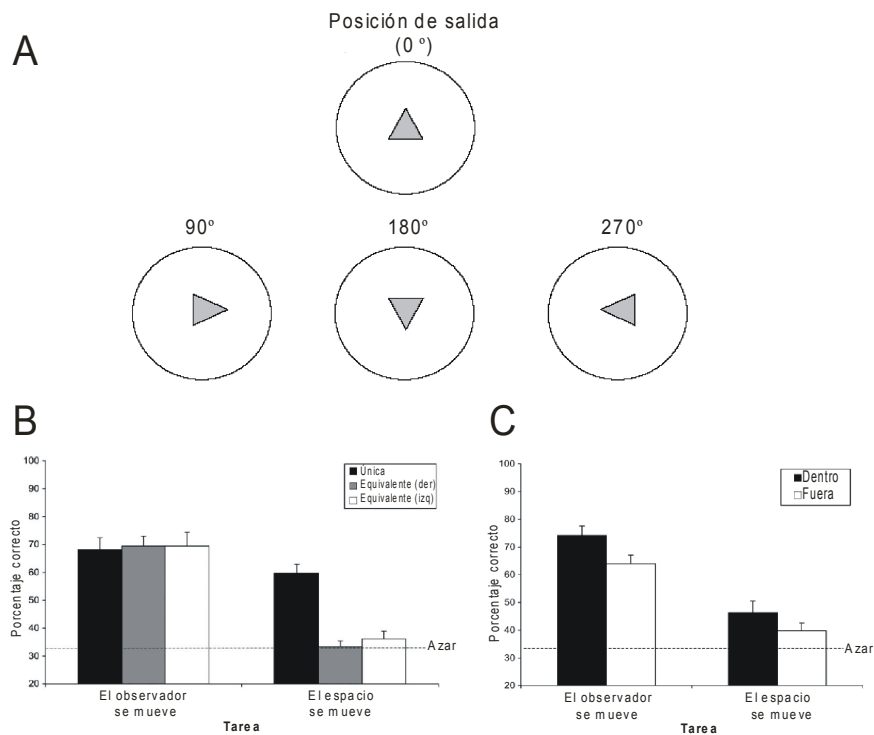 Posición de salida
(0 º)
A
90º 180º 270º
B
100
90
80
70
60
50
40
30
20
Porcentaje correcto
Única
Equivalente (der)
Equivalente (izq)
Azar
El observador se mueve
El espacio se mueve
Tarea
C
100
90
80
70
60
50
40
30
20
Porcentaje correcto
Dentro
Fuera
Azar
El observador se mueve
El espacio se mueve
Tarea